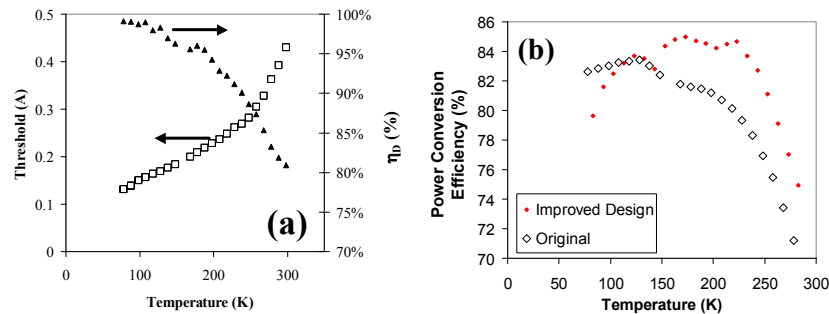 0.5
0.4
0.3
0.2
0.1
0
Threshold (A)
100%
95%
90%
85%
80%
75%
70%
ηD (%)
(a)
0 100 200 300
Temperature (K)
86
84
82
80
78
76
74
72
70
Power Conversion
Efficiency (%)
(b)
Improved Design
Original
0 50 100 150 200 250 300
Temperature (K)